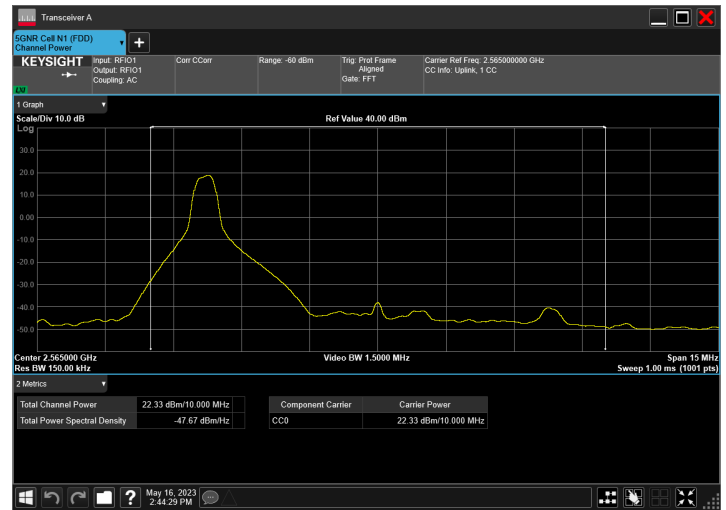 Transceiver A
5GNR Cell N1 (FDD)
Channel Power
KEYSIGHT
Input: RFIO1
Output: RFIO1
Coupling: AC
Corr CCorr
Range: -60 dBm
Trig: Prot Frame
Aligned
Gate: FFT
Carrier Ref Freq: 2.565000000 GHz
CC Info: Uplink, 1 CC
LXI
1 Graph
Scale/Div 10.0 dB
Ref Value 40.00 dBm
Log
30.0
20.0
10.0
0.00
-10.0
-20.0
-30.0
-40.0
-50.0
Center 2.565000 GHz
Video BW 1.5000 MHz
Span 15 MHz
Res BW 150.00 kHz
Sweep 1.00 ms (1001 pts)
2 Metrics
Total Channel Power 22.33 dBm/10.000 MHz
Total Power Spectral Density -47.67 dBm/Hz
Component Carrier Carrier Power
CC0 22.33 dBm/10.000 MHz
May 16, 2023
2:44:29 PM